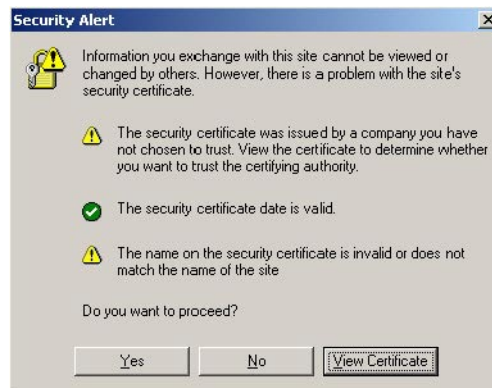 Security Alert
Information you exchange with this site cannot be viewed or
changed by others. However, there is a problem with the site's
security certificate.
The security certificate was issued by a company you have
not chosen to trust. View the certificate to determine whether
you want to trust the certifying authority.
The security certificate date is valid.
The name on the security certificate is invalid or does not
match the name of the site
Do you want to proceed?
Yes
No
View Certificate